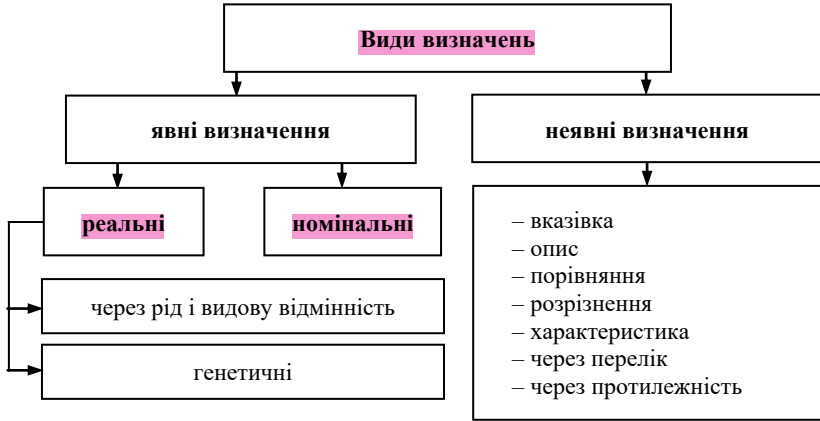 Види визначень
явні визначення
неявні визначення
реальні
номінальні
через рід і видову відмінність
генетичні
– вказівка
– опис
– порівняння
– розрізнення
– характеристика
– через перелік
– через протилежність